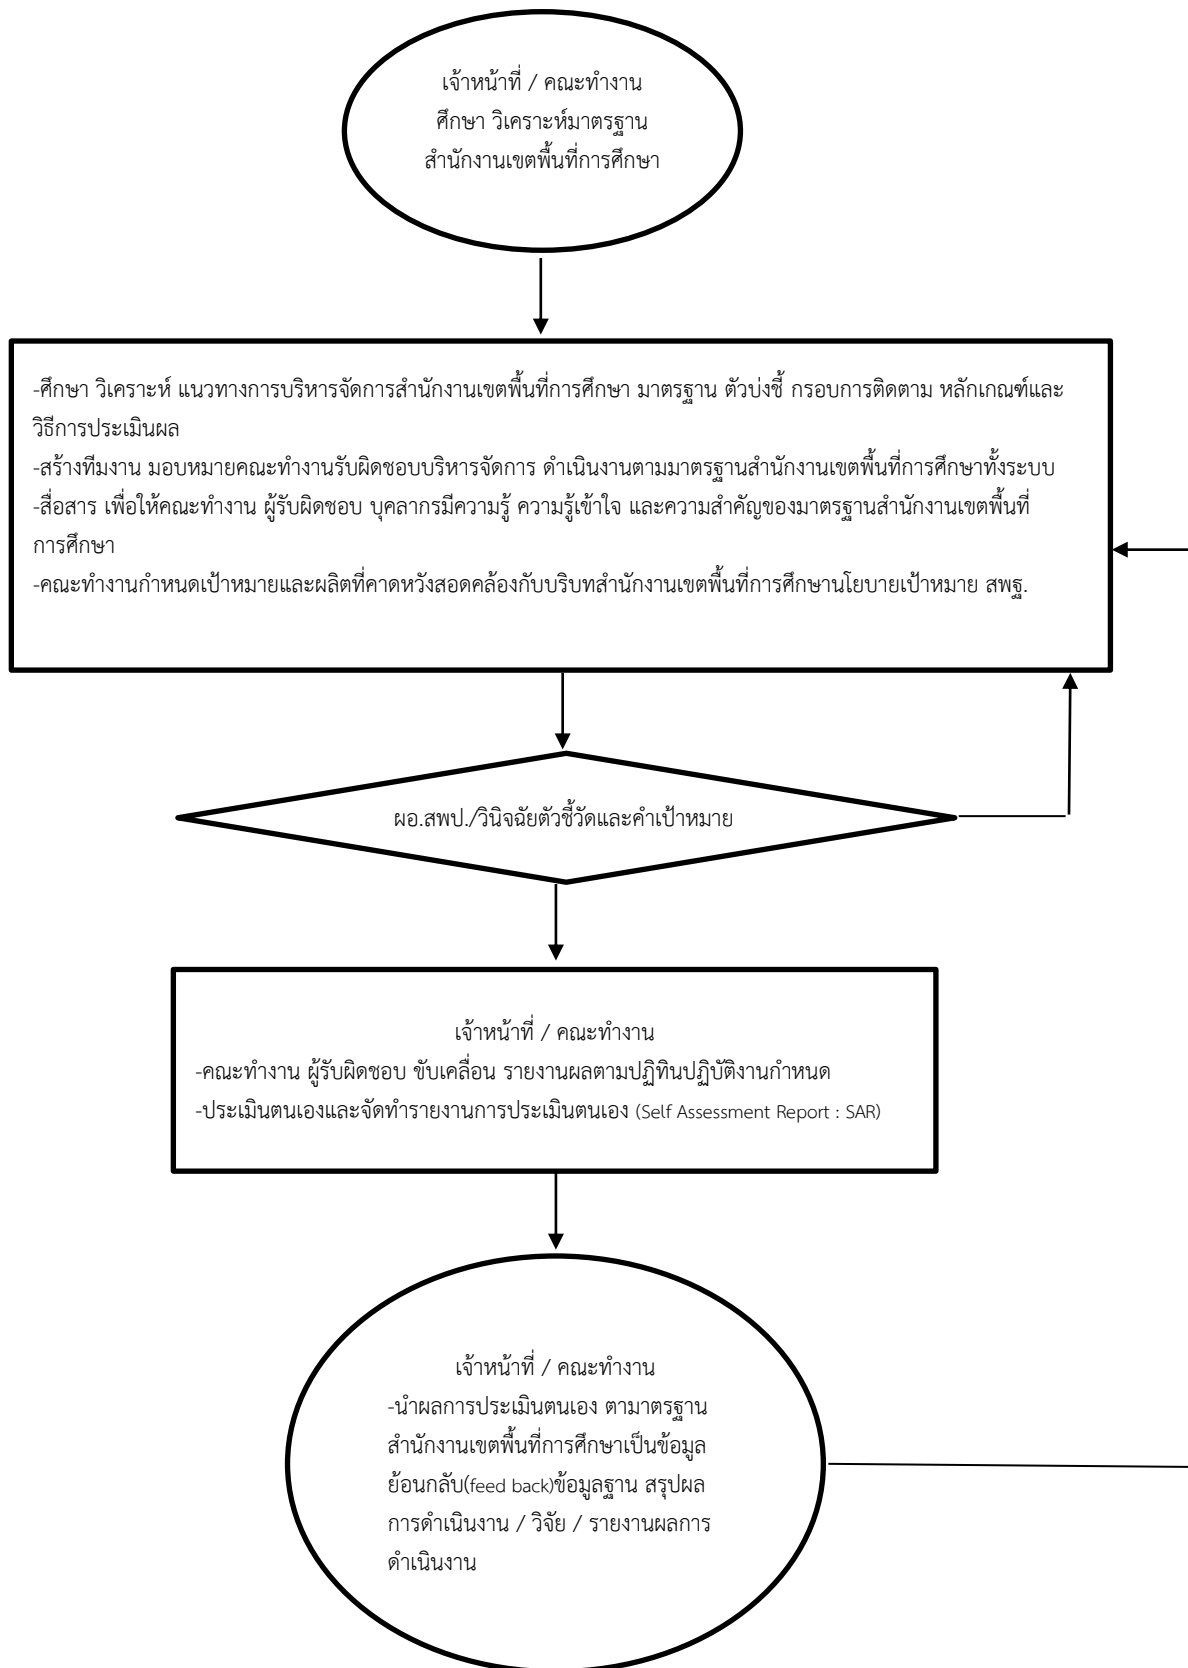 เจ้าหน้าที่ / คณะทำงาน
ศึกษา วิเคราะห์มาตรฐาน
สำนักงานเขตพื้นที่การศึกษา
-ศึกษา วิเคราะห์ แนวทางการบริหารจัดการสำนักงานเขตพื้นที่การศึกษา มาตรฐาน ตัวบ่งชี้ กรอบการติดตาม หลักเกณฑ์และ
วิธีการประเมินผล
-สร้างทีมงาน มอบหมายคณะทำงานรับผิดชอบบริหารจัดการ ดำเนินงานตามมาตรฐานสำนักงานเขตพื้นที่การศึกษาทั้งระบบ
-สื่อสาร เพื่อให้คณะทำงาน ผู้รับผิดชอบ บุคลากรมีความรู้ ความรู้เข้าใจ และความสำคัญของมาตรฐานสำนักงานเขตพื้นที่
การศึกษา
-คณะทำงานกำหนดเป้าหมายและผลิตที่คาดหวังสอดคล้องกับบริบทสำนักงานเขตพื้นที่การศึกษานโยบายเป้าหมาย สพฐ.
ผอ.สพป./วินิจฉัยตัวชี้วัดและคำเป้าหมาย
เจ้าหน้าที่ / คณะทำงาน
-คณะทำงาน ผู้รับผิดชอบ ขับเคลื่อน รายงานผลตามปฏิทินปฏิบัติงานกำหนด
-ประเมินตนเองและจัดทำรายงานการประเมินตนเอง (Self Assessment Report : SAR)
เจ้าหน้าที่ / คณะทำงาน
-นำผลการประเมินตนเอง ตามาตรฐาน
สำนักงานเขตพื้นที่การศึกษาเป็นข้อมูล
ย้อนกลับ(feed back)ข้อมูลฐาน สรุปผล
การดำเนินงาน / วิจัย / รายงานผลการ
ดำเนินงาน